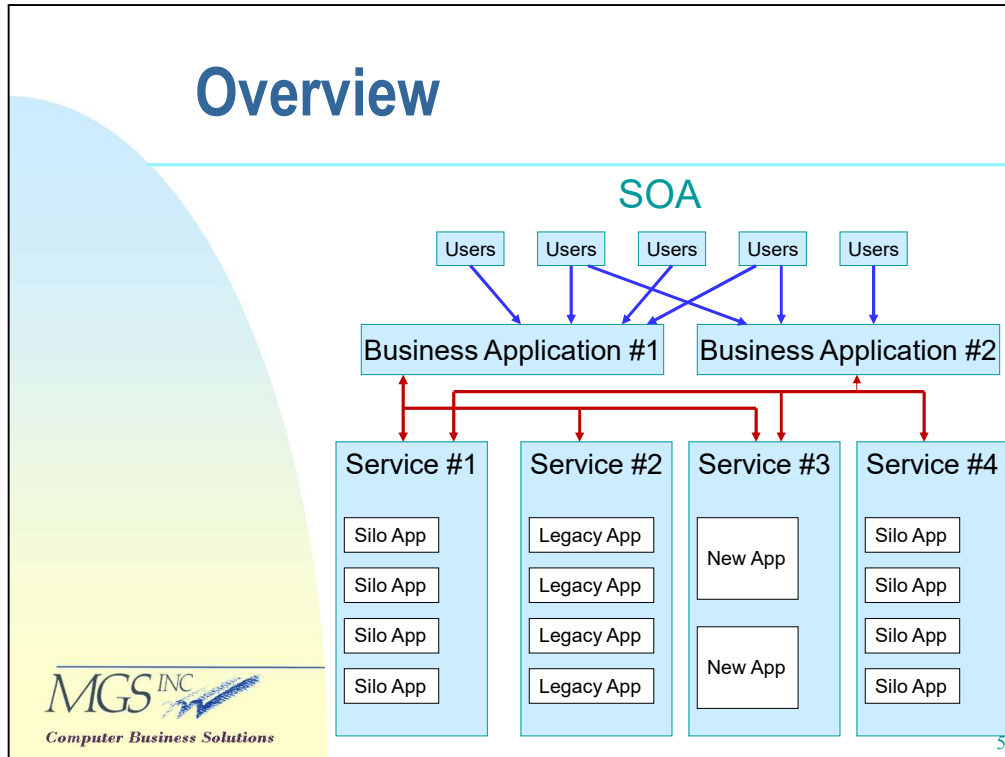 Overview
SOA
Users Users Users Users Users
Business Application #1 Business Application #2
Service #1 Service #2 Service #3 Service #4
Silo App Legacy App New App Silo App
Silo App Legacy App Silo App
Silo App Legacy App New App Silo App
Silo App Legacy App Silo App
MGS INC
Computer Business Solutions
5